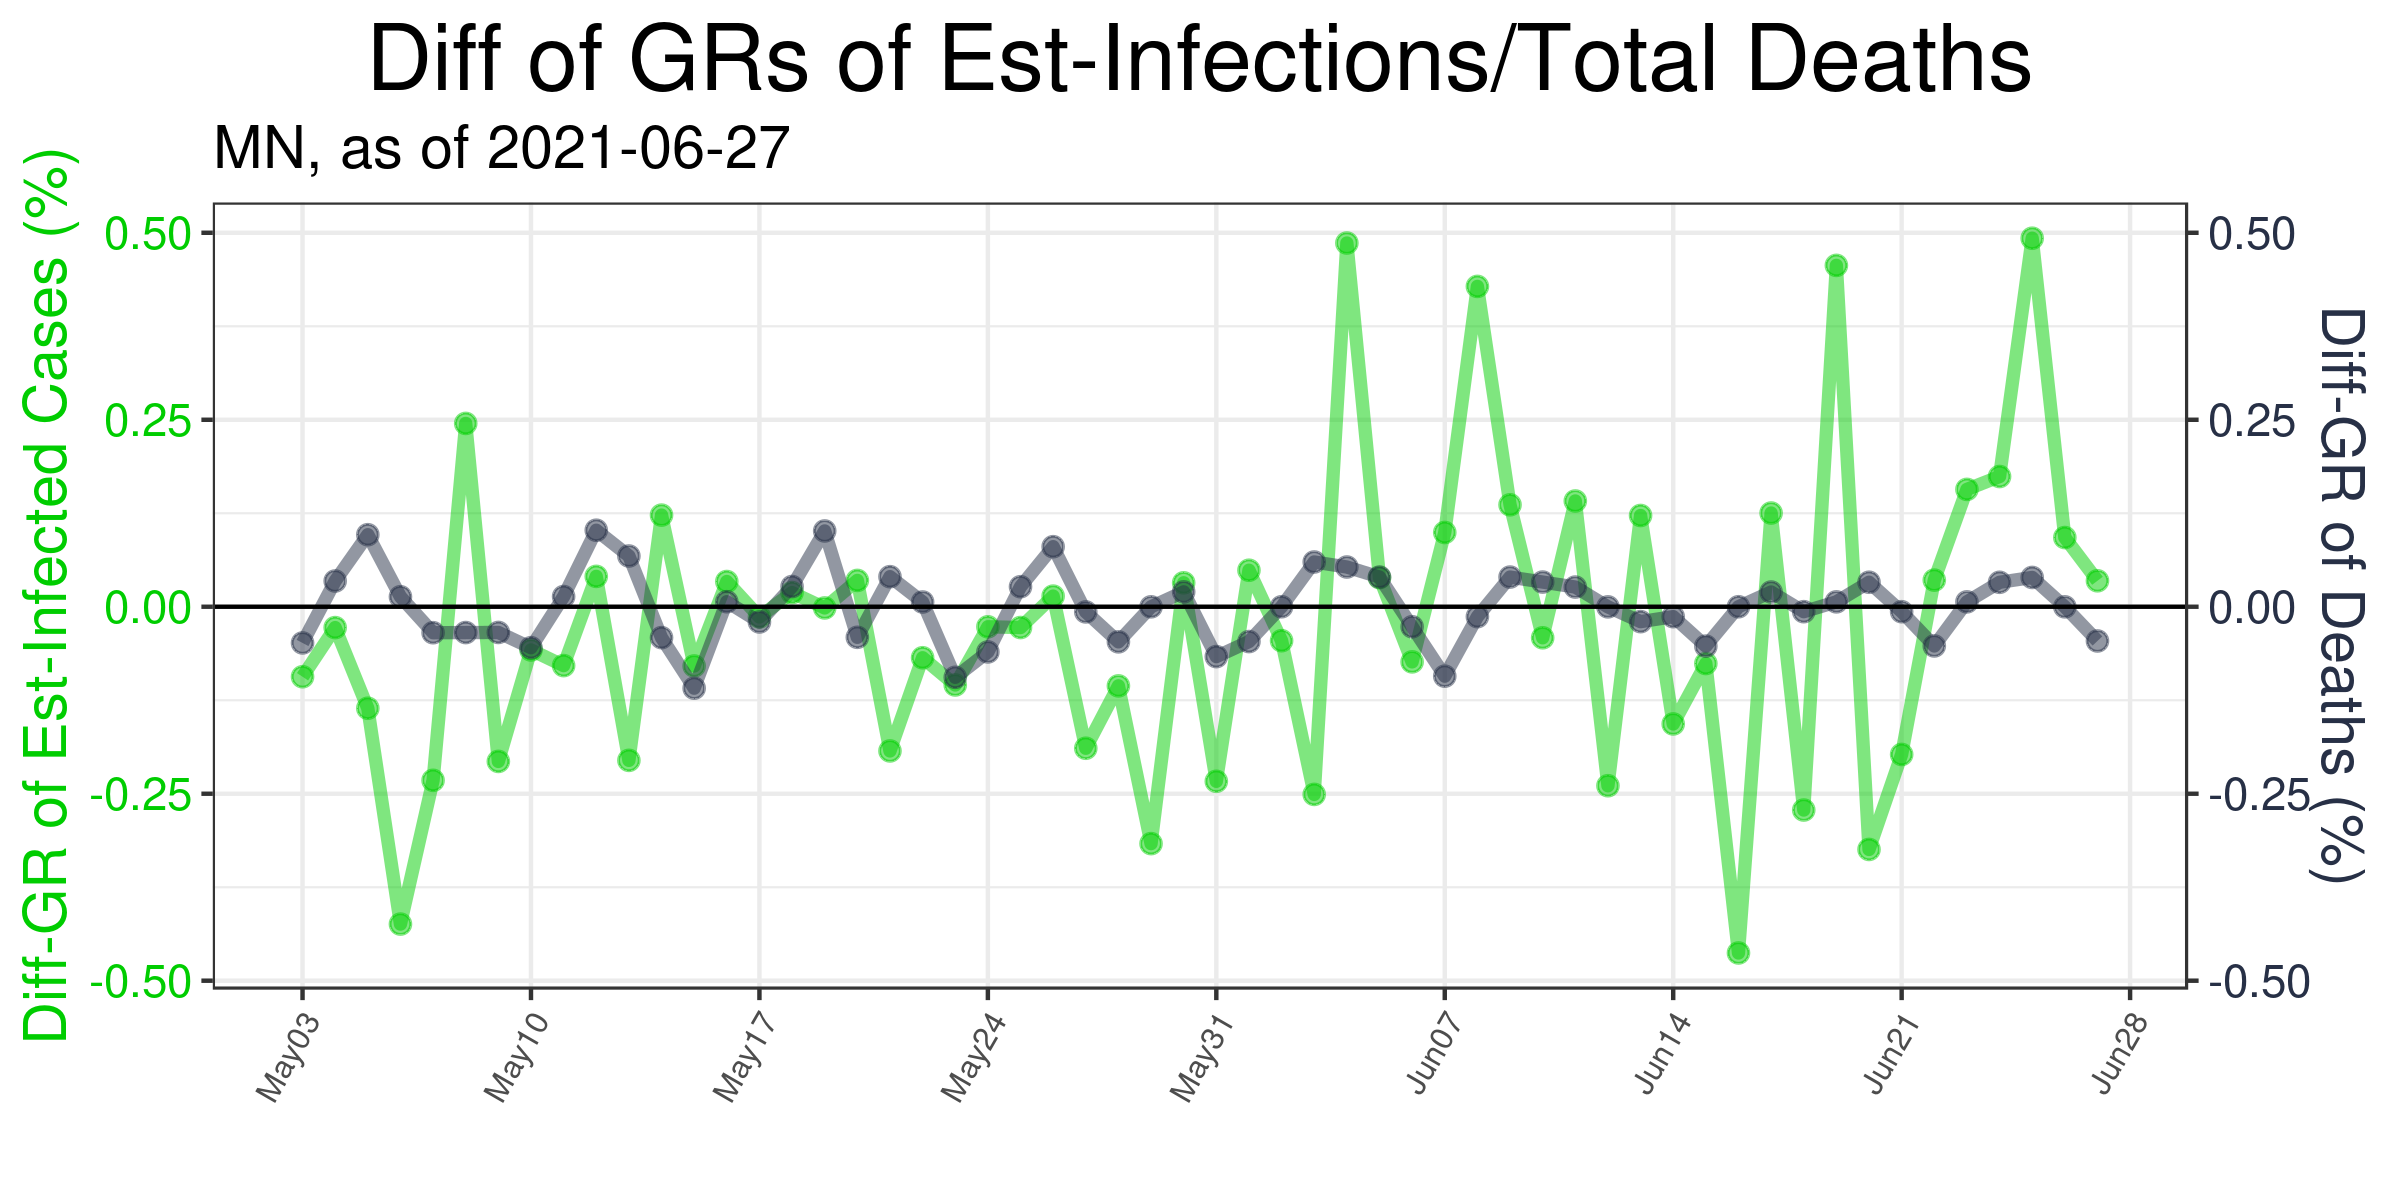 Diff of GRs of Est-Infections/Total Deaths
MN, as of 2021-06-27
Diff-GR of Est-Infected Cases (%)
0.50
0.25
0.00
-0.25
-0.50
0.50
0.25
0.00
-0.25
-0.50
Diff-GR of Deaths (%)
May03
May10
May17
May24
May31
Jun07
Jun14
Jun21
Jun28